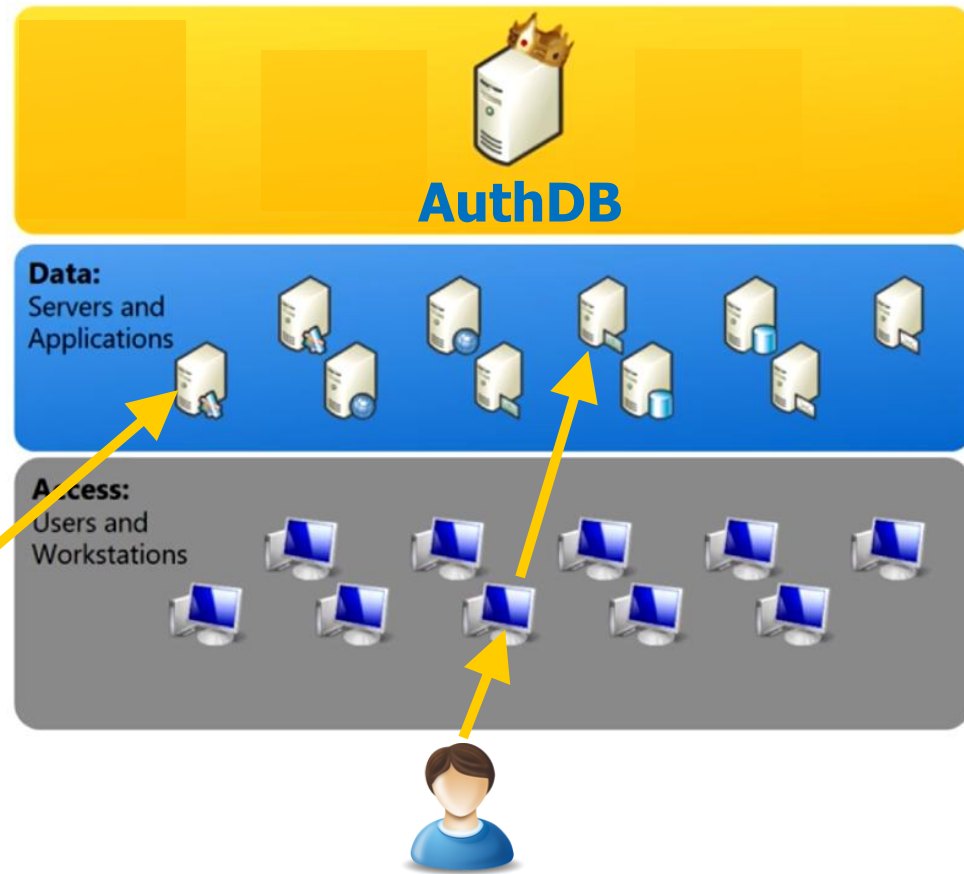 AuthDB
Data:
Servers and
Applications
Access:
Users and
Workstations